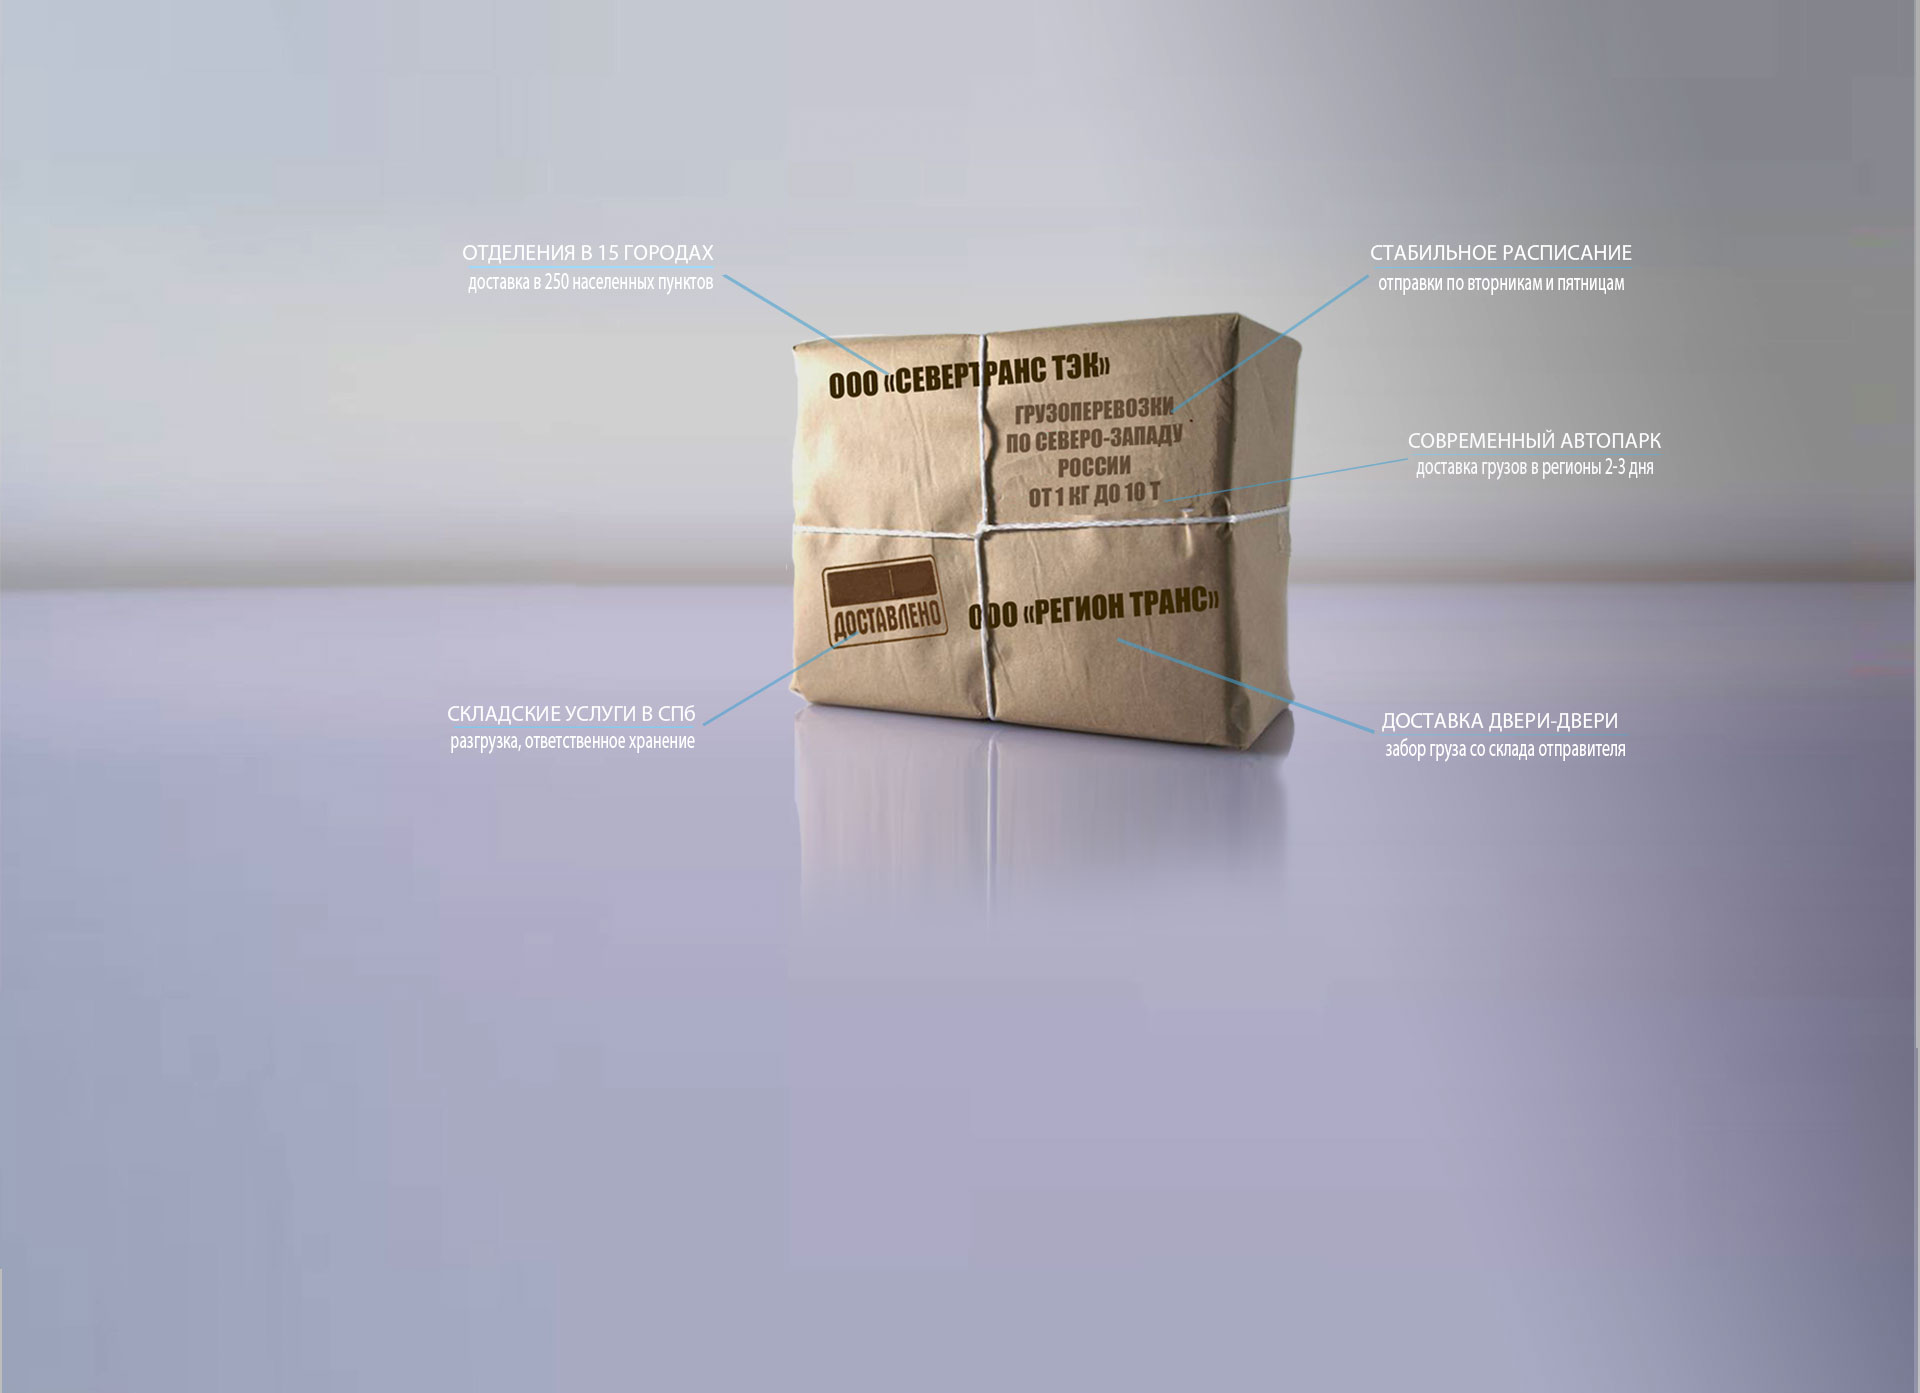 ОТДЕЛЕНИЯ В 15 ГОРОДАХ
доставка в 250 населенных пунктов
СТАБИЛЬНОЕ РАСПИСАНИЕ
отправки по вторникам и пятницам
ООО «СЕВЕРТРАНС ТЭК»
ГРУЗОПЕРЕВОЗКИ
ПО СЕВЕРО-ЗАПАДУ
РОССИИ
ОТ 1 КГ ДО 10 Т
СОВРЕМЕННЫЙ АВТОПАРК
доставка грузов в регионы 2-3 дня
ДОСТАВЛЕНО
ООО «РЕГИОН ТРАНС»
СКЛАДСКИЕ УСЛУГИ В СПб
разгрузка, ответственное хранение
ДОСТАВКА ДВЕРИ-ДВЕРИ
забор груза со склада отправителя